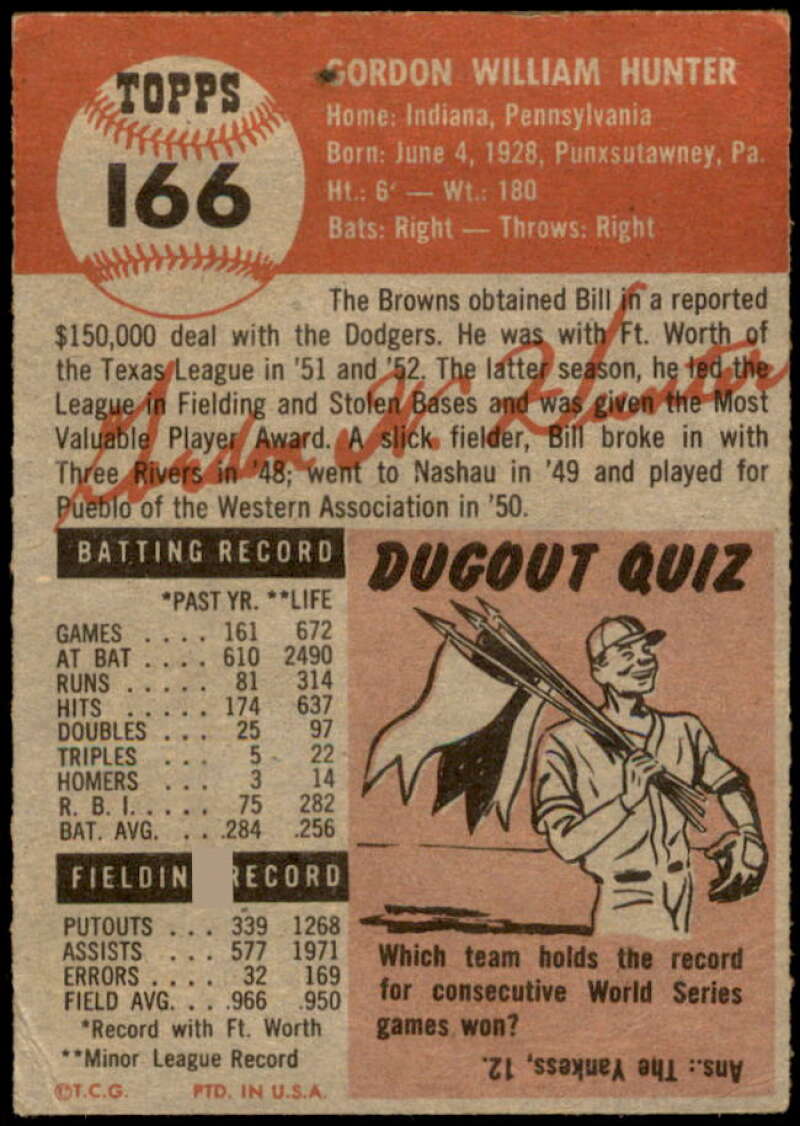 TOPPS
166
GORDON WILLIAM HUNTER
Home: Indiana, Pennsylvania
Born: June 4, 1928, Punxsutawney, Pa.
Ht.: 6' — Wt.: 180
Bats: Right — Throws: Right
The Browns obtained Bill in a reported
$150,000 deal with the Dodgers. He was with Ft. Worth of
the Texas League in '51 and '52. The latter season, he led the
League in Fielding and Stolen Bases and was given the Most
Valuable Player Award. A slick fielder, Bill broke in with
Three Rivers in '48; went to Nashau in '49 and played for
Pueblo of the Western Association in '50.
Gordon W. Hunter
BATTING RECORD
*PAST YR. **LIFE
GAMES .... 161 672
AT BAT .... 610 2490
RUNS ..... 81 314
HITS ..... 174 637
DOUBLES ... 25 97
TRIPLES ... 5 22
HOMERS ... 3 14
R. B. I. .... 75 282
BAT. AVG. ... .284 .256
FIELDIN RECORD
PUTOUTS ... 339 1268
ASSISTS ... 577 1971
ERRORS .... 32 169
FIELD AVG. .. .966 .950
*Record with Ft. Worth
**Minor League Record
©T.C.G. PTD. IN U.S.A.
DUGOUT QUIZ
Which team holds the record
for consecutive World Series
games won?
Ans.: The Yankess, 12.